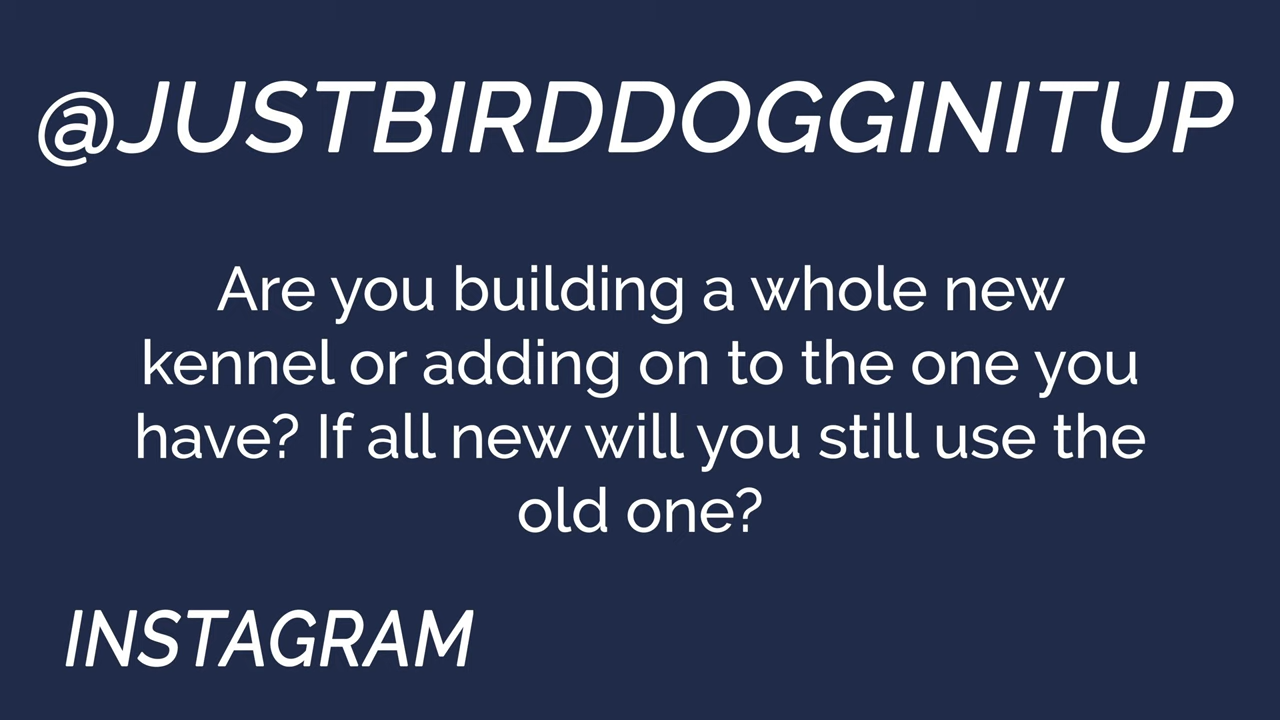 @JUSTBIRDDOGGINITUP
Are you building a whole new
kennel or adding on to the one you
have? If all new will you still use the
old one?
INSTAGRAM